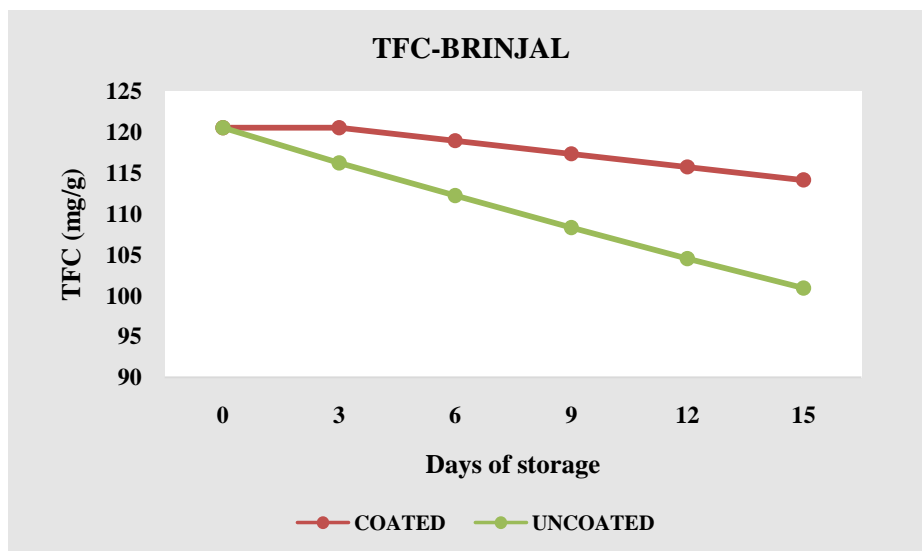 TFC-BRINJAL
125
120
115
110
105
100
95
90
TFC (mg/g)
0 3 6 9 12 15
Days of storage
COATED UNCOATED